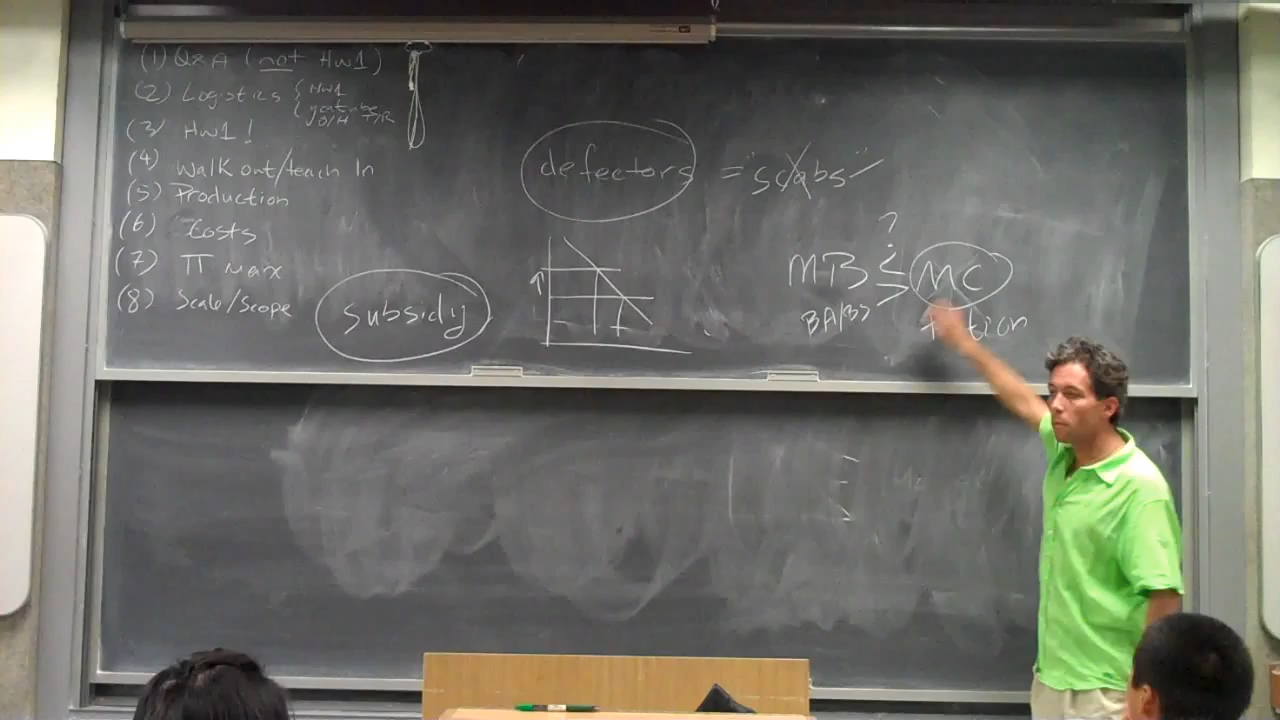 (1) Q&A (not HW1)
(2) Logistics { HW1
O/H T/R
(3) HW1!
(4) Walk out/teach In
(5) Production
(6) Costs
(7) Π Max
(8) Scale/Scope
defectors = "scabs"
subsidy
?
MB MC
BA/BS